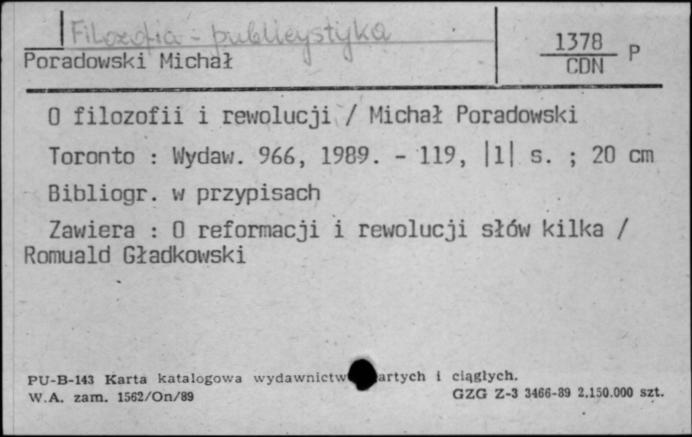 Filozofia - publicystyka
Poradowski Michał
1378 P
CDN
O filozofii i rewolucji / Michał Poradowski
Toronto : Wydaw. 966, 1989. - 119, |1| s. ; 20 cm
Bibliogr. w przypisach
Zawiera : O reformacji i rewolucji słów kilka /
Romuald Gładkowski
PU-B-143 Karta katalogowa wydawnictw artych i ciągłych.
W.A. zam. 1562/On/89 GZG Z-3 3466-89 2.150.000 szt.